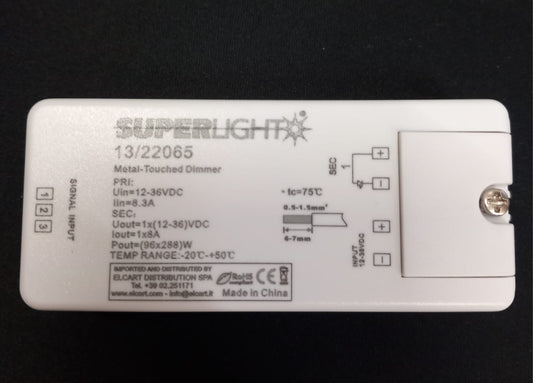 SUPERLIGHT
13/22065
Metal-Touched Dimmer
PRI:
Uin=12-36VDC
Iin=8.3A
SEC:
Uout=1x(12-36)VDC
Iout=1x8A
Pout=(96x288)W
TEMP RANGE:-20℃-+50℃
IMPORTED AND DISTRIBUTED BY
ELCART DISTRIBUTION SPA
Tel. +39 02.251171
www.elcart.com - info@elcart.it
RoHS
compliant
CE
Made in China
SIGNAL INPUT
1
2
3
tc=75℃
0.5-1.5mm²
6-7mm
SEC
1
+
−
INPUT
12-36VDC
+
−